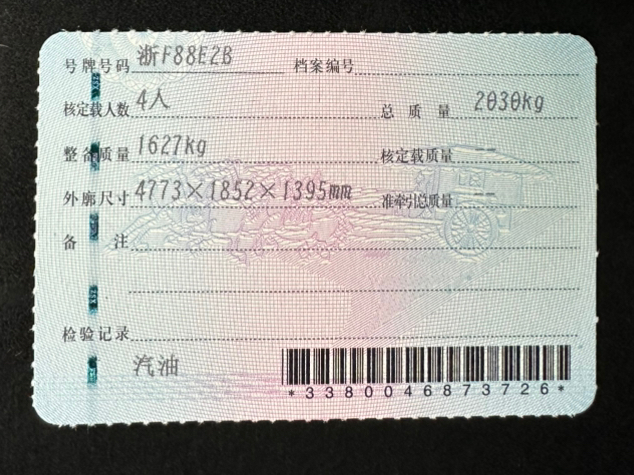 号牌号码 浙F88E2B 档案编号
核定载人数 4人 总质量 2030kg
整备质量 1627kg 核定载质量 --
外廓尺寸 4773×1852×1395mm 准牵引总质量 --
备注
检验记录
汽油
*3380046873726*